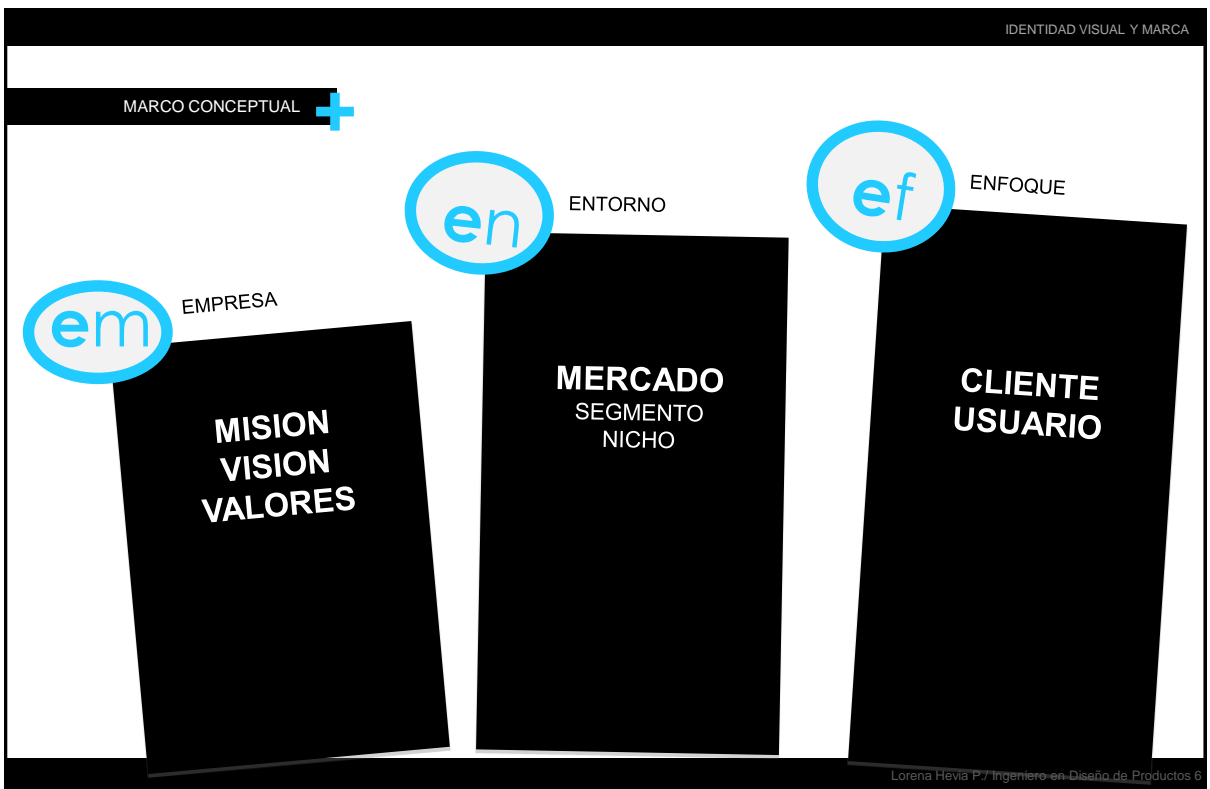 IDENTIDAD VISUAL Y MARCA
MARCO CONCEPTUAL
em
EMPRESA
MISION
VISION
VALORES
en
ENTORNO
MERCADO
SEGMENTO
NICHO
ef
ENFOQUE
CLIENTE
USUARIO
Lorena Hevia P./ Ingeniero en Diseño de Productos 6